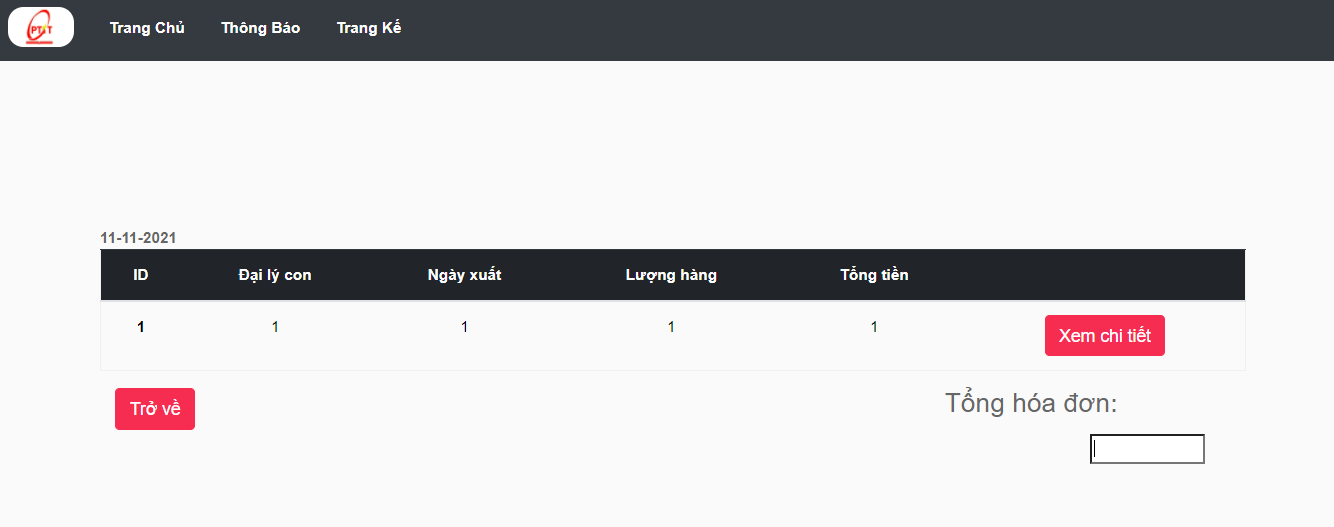 PTIT Trang Chủ Thông Báo Trang Kế
11-11-2021
ID Đại lý con Ngày xuất Lượng hàng Tổng tiền
1 1 1 1 1 Xem chi tiết
Trở về Tổng hóa đơn: